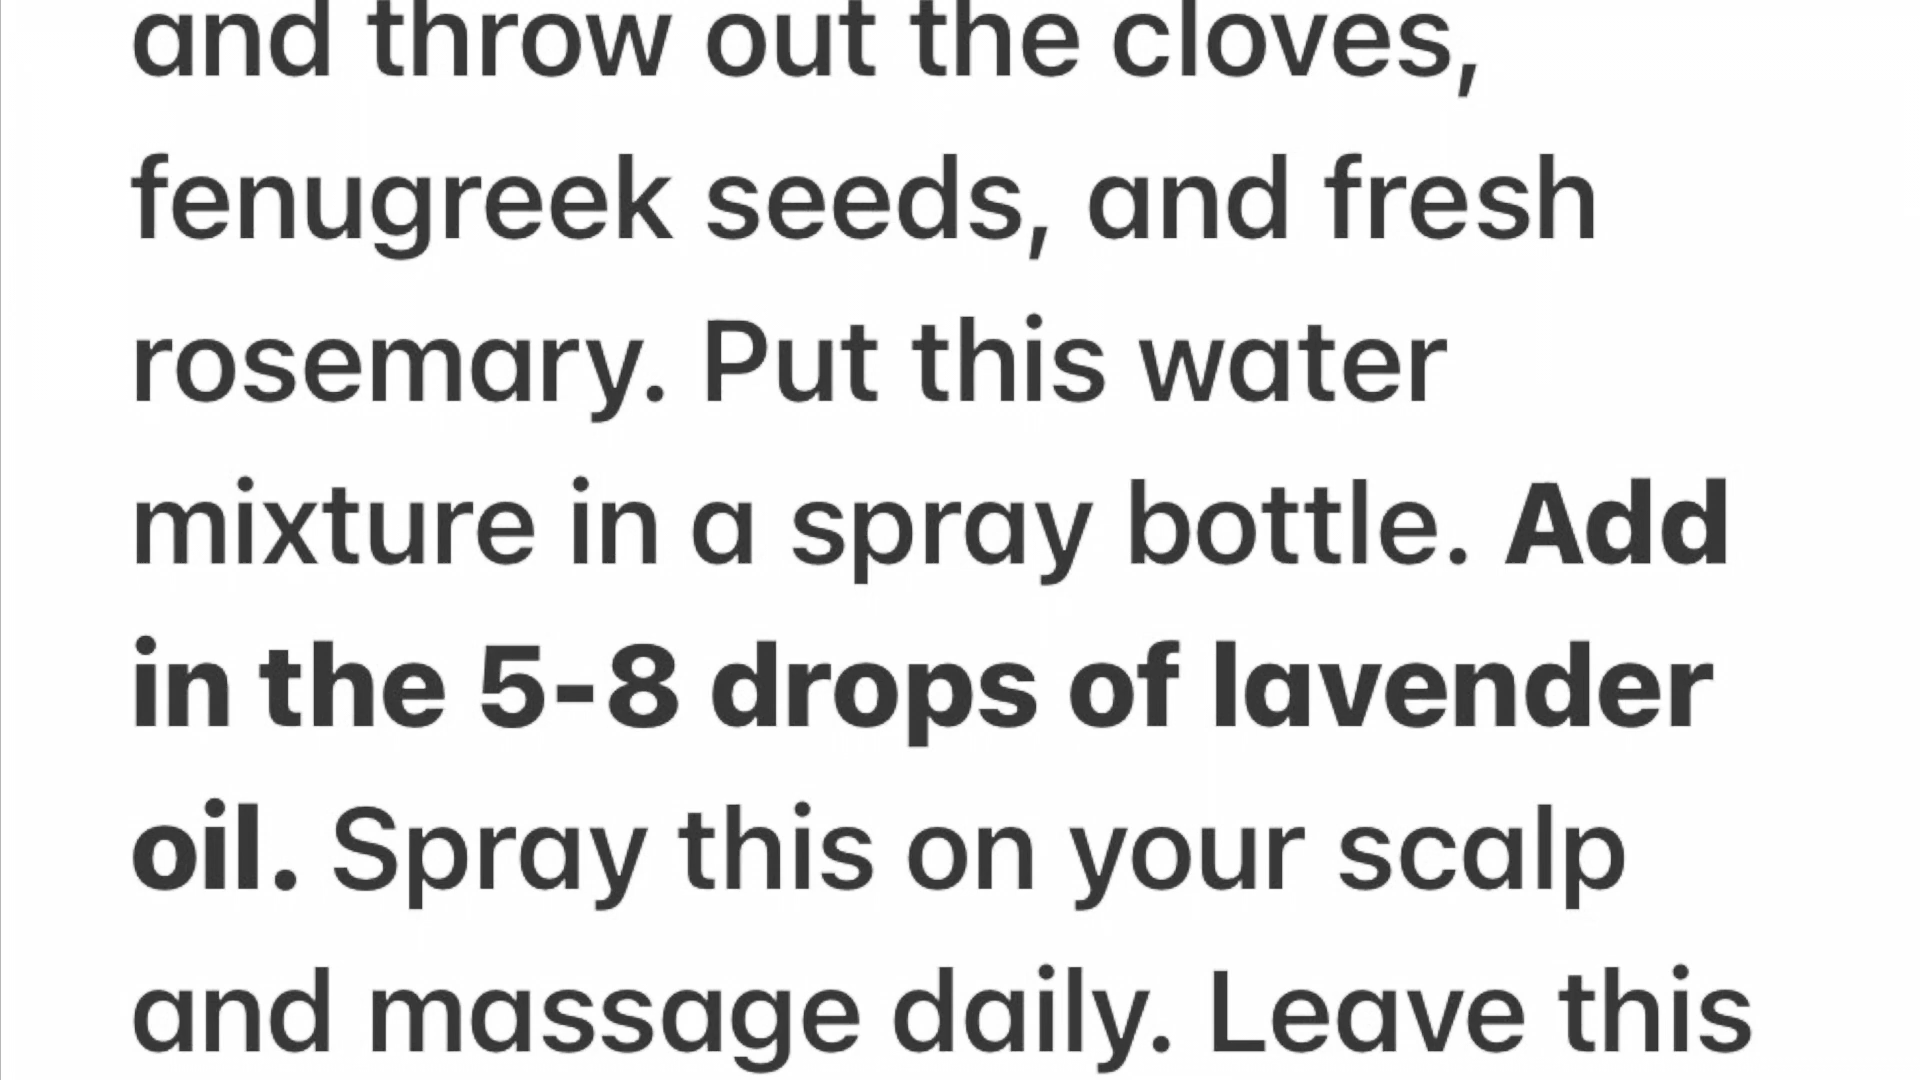 and throw out the cloves,
fenugreek seeds, and fresh
rosemary. Put this water
mixture in a spray bottle. Add
in the 5-8 drops of lavender
oil. Spray this on your scalp
and massage daily. Leave this